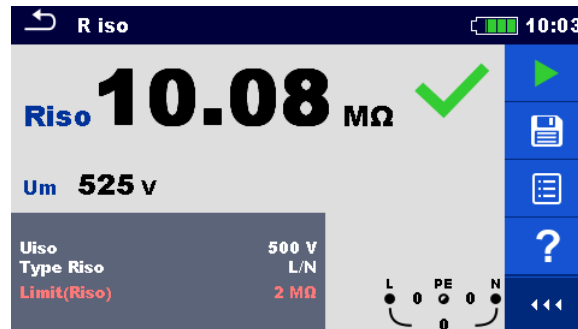 R iso 10:03
Riso 10.08 MΩ
Um 525 V
Uiso 500 V
Type Riso L/N
Limit(Riso) 2 MΩ
?
L PE N
0 0
0